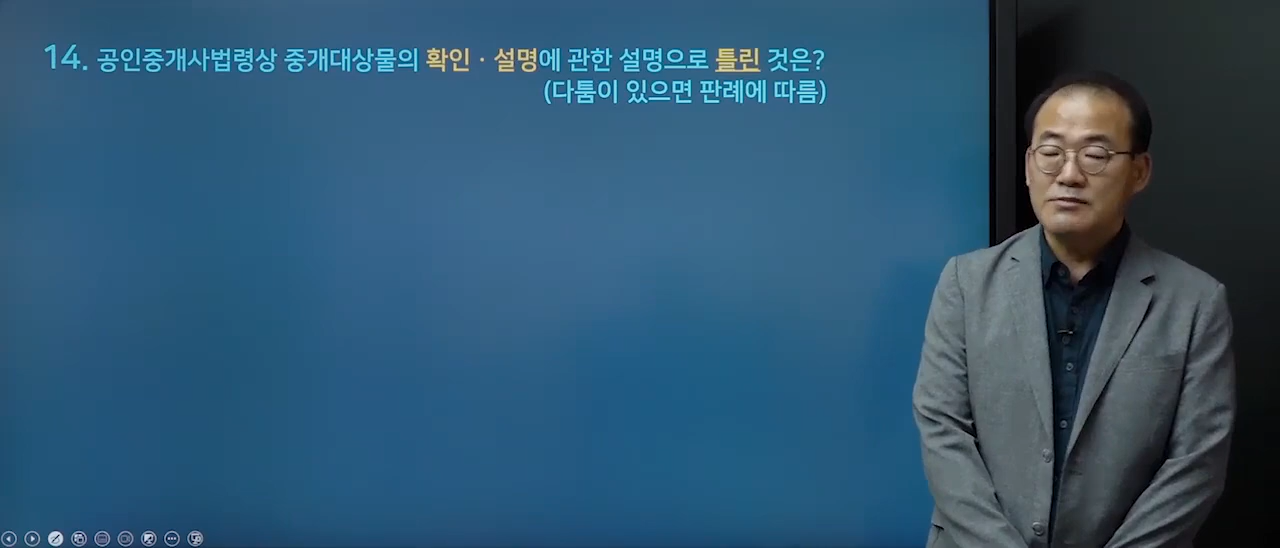 14. 공인중개사법령상 중개대상물의 확인·설명에 관한 설명으로 틀린 것은?
(다툼이 있으면 판례에 따름)